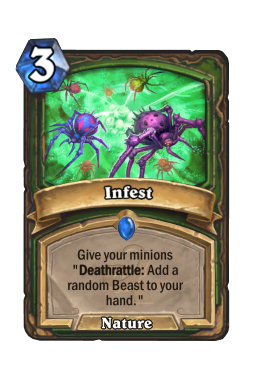 3
Infest
Give your minions
"Deathrattle: Add a
random Beast to your
hand."
Nature